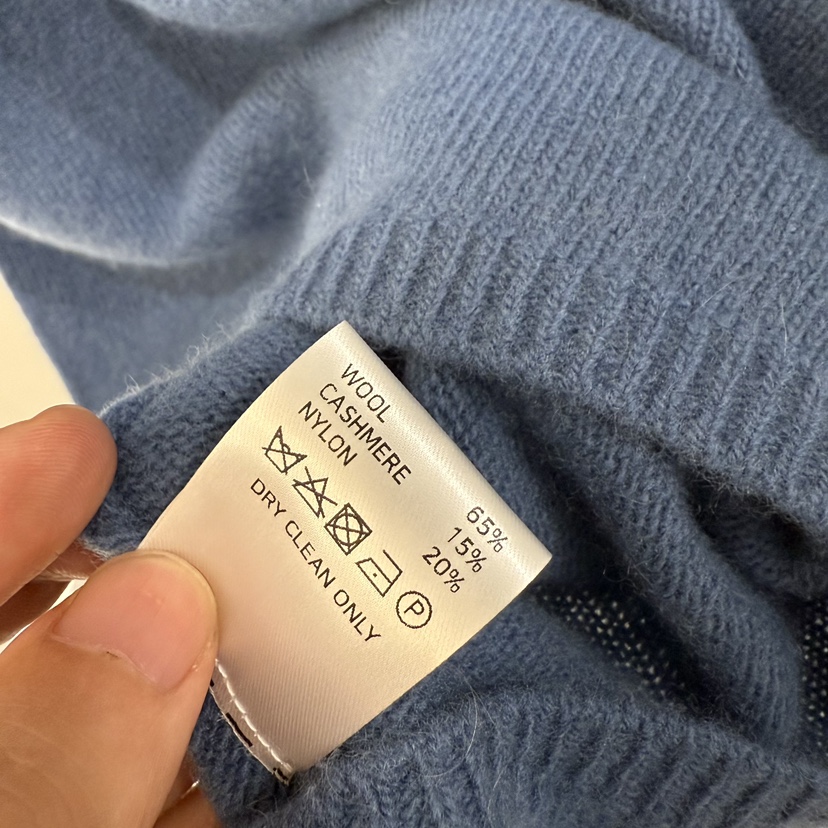 WOOL 65%
CASHMERE 15%
NYLON 20%
P
DRY CLEAN ONLY